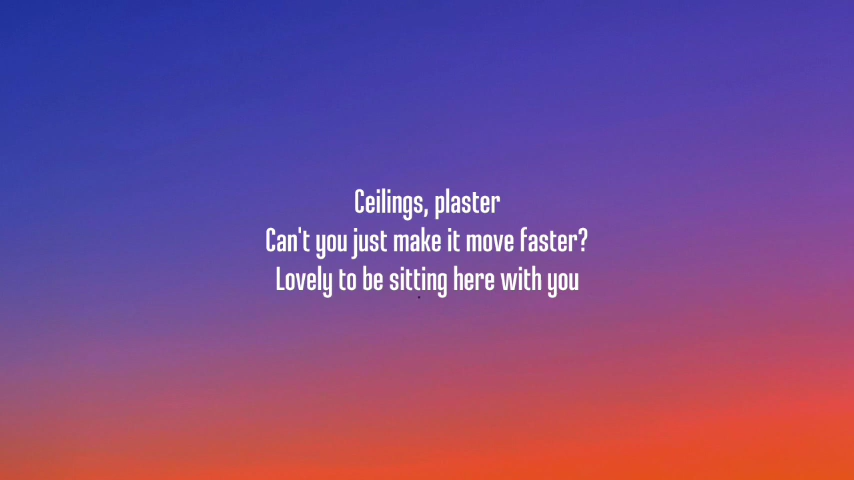 Ceilings, plaster
Can't you just make it move faster?
Lovely to be sitting here with you